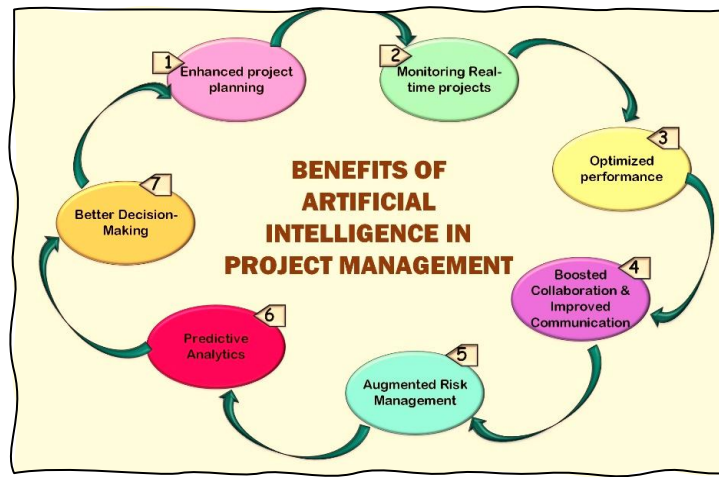 1
Enhanced project
planning
2
Monitoring Real-
time projects
3
Optimized
performance
BENEFITS OF
ARTIFICIAL
INTELLIGENCE IN
PROJECT MANAGEMENT
4
Boosted
Collaboration &
Improved
Communication
5
Augmented Risk
Management
6
Predictive
Analytics
7
Better Decision-
Making